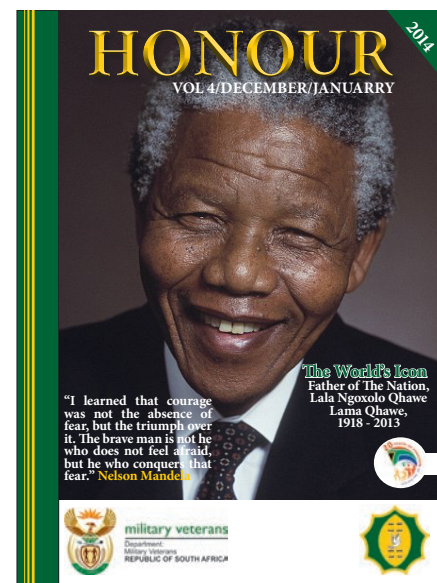 2014
HONOUR
VOL 4/DECEMBER/JANUARRY
The World's Icon
Father of The Nation,
Lala Ngoxolo Qhawe
Lama Qhawe,
1918 - 2013
“I learned that courage
was not the absence of
fear, but the triumph over
it. The brave man is not he
who does not feel afraid,
but he who conquers that
fear.” Nelson Mandela
military veterans
Department:
Military Veterans
REPUBLIC OF SOUTH AFRICA